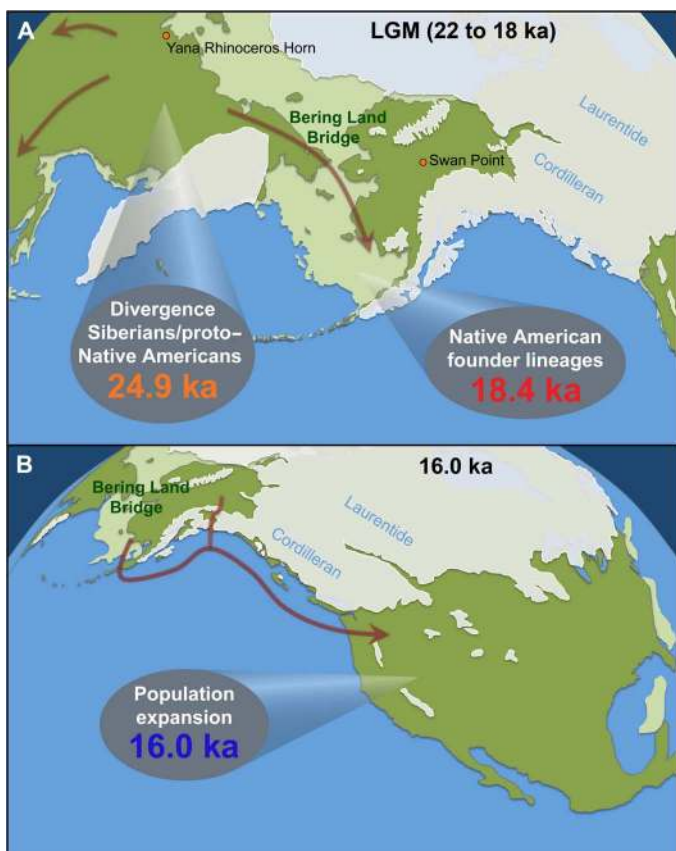 A
LGM (22 to 18 ka)
Yana Rhinoceros Horn
Bering Land
Bridge
Laurentide
Cordilleran
Swan Point
Divergence
Siberians/proto–
Native Americans
24.9 ka
Native American
founder lineages
18.4 ka
B
16.0 ka
Bering Land
Bridge
Laurentide
Cordilleran
Population
expansion
16.0 ka